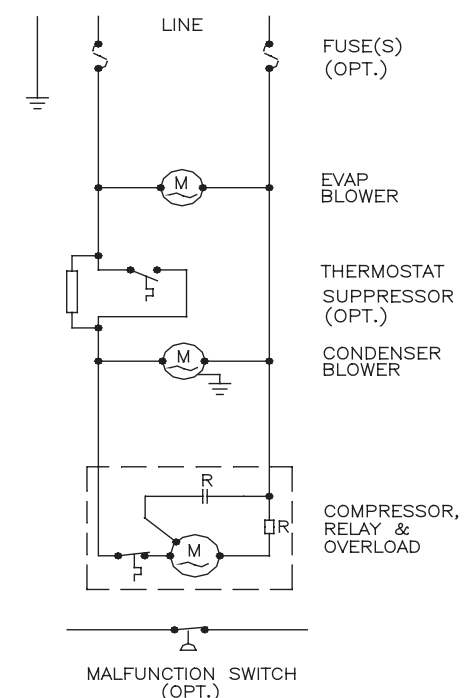 LINE
FUSE(S)
(OPT.)
M
EVAP
BLOWER
THERMOSTAT
SUPPRESSOR
(OPT.)
M
CONDENSER
BLOWER
R
R
M
COMPRESSOR,
RELAY &
OVERLOAD
MALFUNCTION SWITCH
(OPT.)